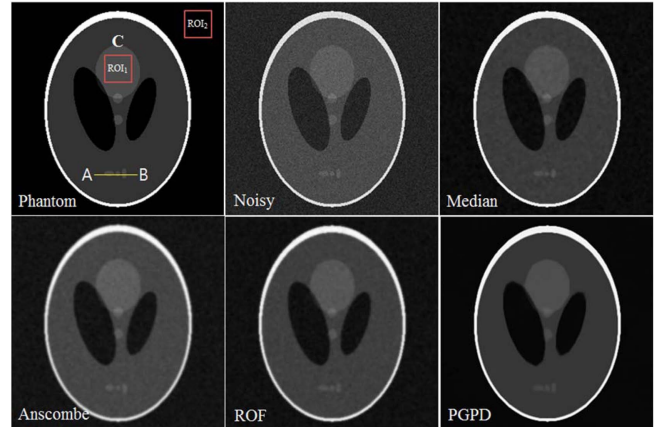 ROI₂
C
ROI₁
A B
Phantom
Noisy
Median
Anscombe
ROF
PGPD